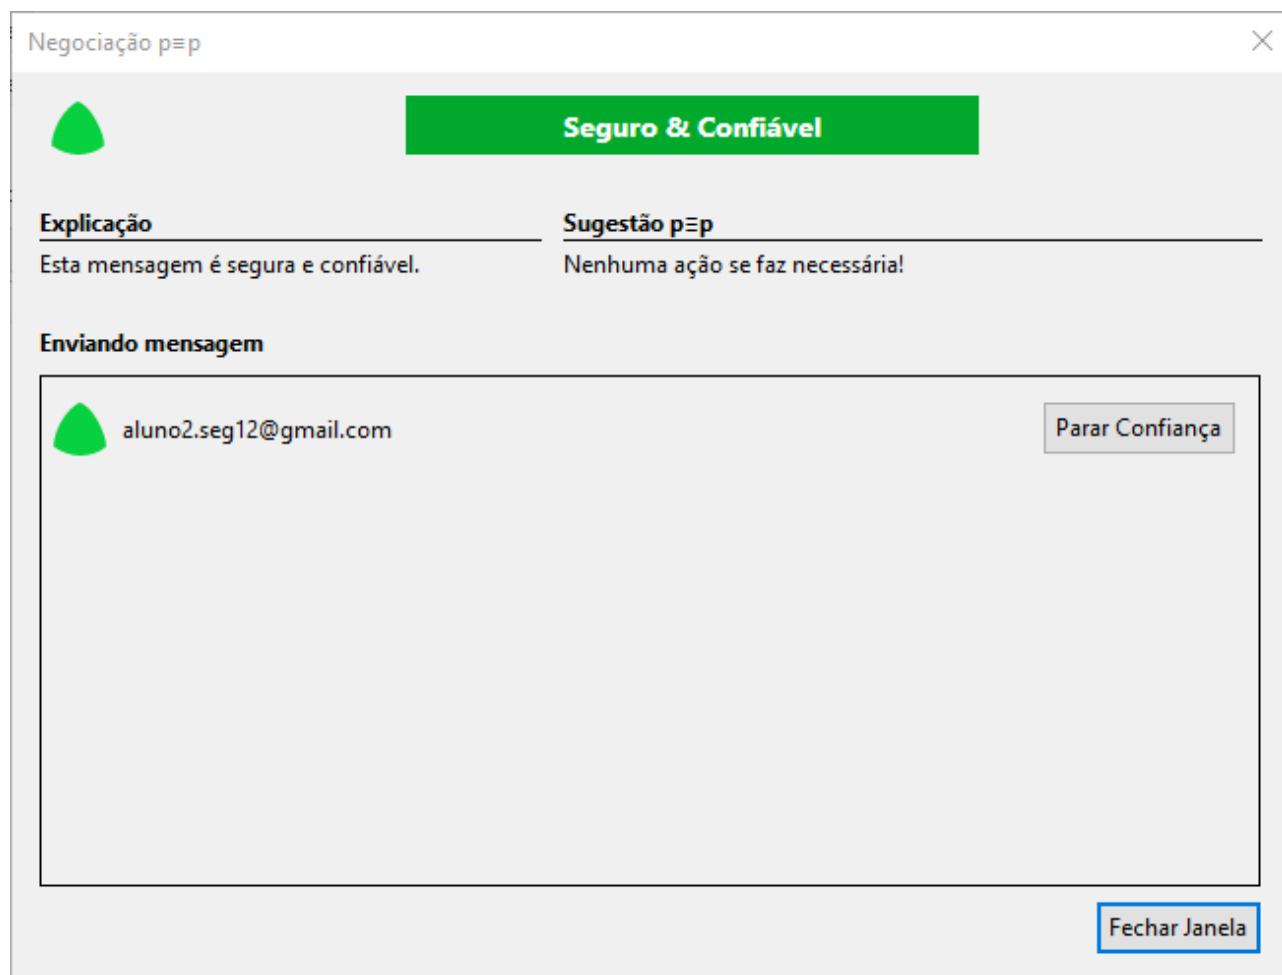 Negociação p≡p
Seguro & Confiável
Explicação
Sugestão p≡p
Esta mensagem é segura e confiável.
Nenhuma ação se faz necessária!
Enviando mensagem
aluno2.seg12@gmail.com
Parar Confiança
Fechar Janela